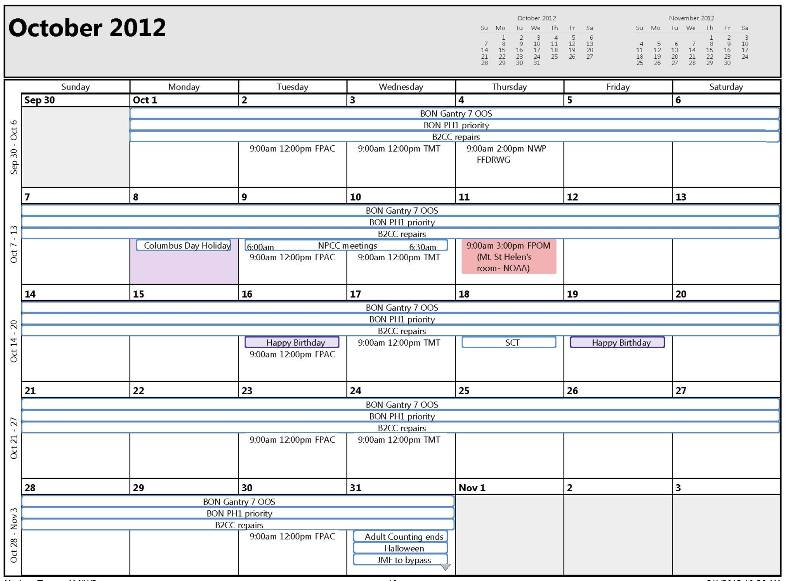 October 2012
October 2012
Su Mo Tu We Th Fr Sa
1 2 3 4 5 6
7 8 9 10 11 12 13
14 15 16 17 18 19 20
21 22 23 24 25 26 27
28 29 30 31
November 2012
Su Mo Tu We Th Fr Sa
1 2 3
4 5 6 7 8 9 10
11 12 13 14 15 16 17
18 19 20 21 22 23 24
25 26 27 28 29 30
Sunday Monday Tuesday Wednesday Thursday Friday Saturday
Sep 30 - Oct 6
Sep 30 Oct 1 2 3 4 5 6
BON Gantry 7 OOS
BON PH1 priority
B2CC repairs
9:00am 12:00pm FPAC
9:00am 12:00pm TMT
9:00am 2:00pm NWP
FFDRWG
Oct 7 - 13
7 8 9 10 11 12 13
BON Gantry 7 OOS
BON PH1 priority
B2CC repairs
Columbus Day Holiday
6:00am NPCC meetings 6:30am
9:00am 12:00pm FPAC
9:00am 12:00pm TMT
9:00am 3:00pm FPOM
(Mt. St Helen's
room- NOAA)
Oct 14 - 20
14 15 16 17 18 19 20
BON Gantry 7 OOS
BON PH1 priority
B2CC repairs
Happy Birthday
9:00am 12:00pm FPAC
9:00am 12:00pm TMT
SCT
Happy Birthday
Oct 21 - 27
21 22 23 24 25 26 27
BON Gantry 7 OOS
BON PH1 priority
B2CC repairs
9:00am 12:00pm FPAC
9:00am 12:00pm TMT
Oct 28 - Nov 3
28 29 30 31 Nov 1 2 3
BON Gantry 7 OOS
BON PH1 priority
B2CC repairs
9:00am 12:00pm FPAC
Adult Counting ends
Halloween
JMF to bypass